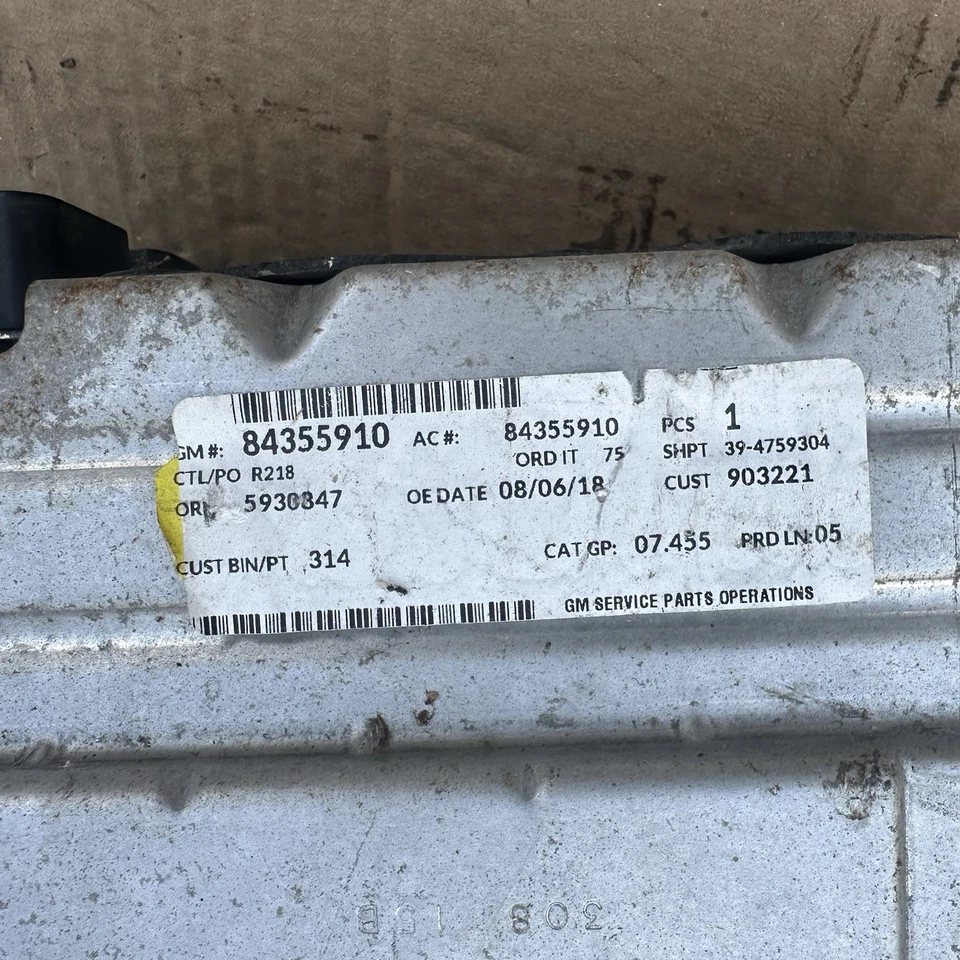 GM #: 84355910 AC #: 84355910 PCS 1
CTL/PO R218 ORD IT 75 SHPT 39-4759304
5930847 OE DATE 08/06/18 CUST 903221
CUST BIN/PT 314 CAT GP: 07.455 PRD LN: 05
GM SERVICE PARTS OPERATIONS